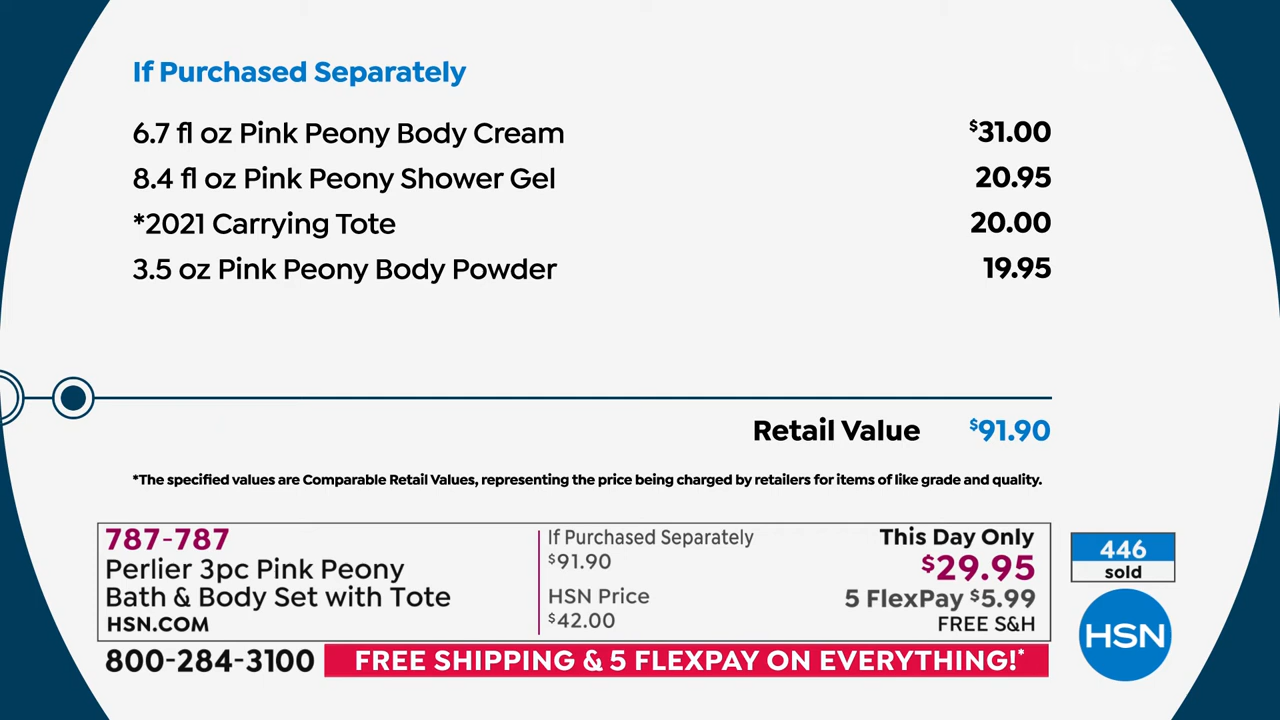 LIVE
If Purchased Separately
6.7 fl oz Pink Peony Body Cream $31.00
8.4 fl oz Pink Peony Shower Gel 20.95
*2021 Carrying Tote 20.00
3.5 oz Pink Peony Body Powder 19.95
Retail Value $91.90
*The specified values are Comparable Retail Values, representing the price being charged by retailers for items of like grade and quality.
787-787
Perlier 3pc Pink Peony
Bath & Body Set with Tote
HSN.COM
If Purchased Separately
$91.90
HSN Price
$42.00
This Day Only
$29.95
5 FlexPay $5.99
FREE S&H
446
sold
HSN
800-284-3100
FREE SHIPPING & 5 FLEXPAY ON EVERYTHING!*